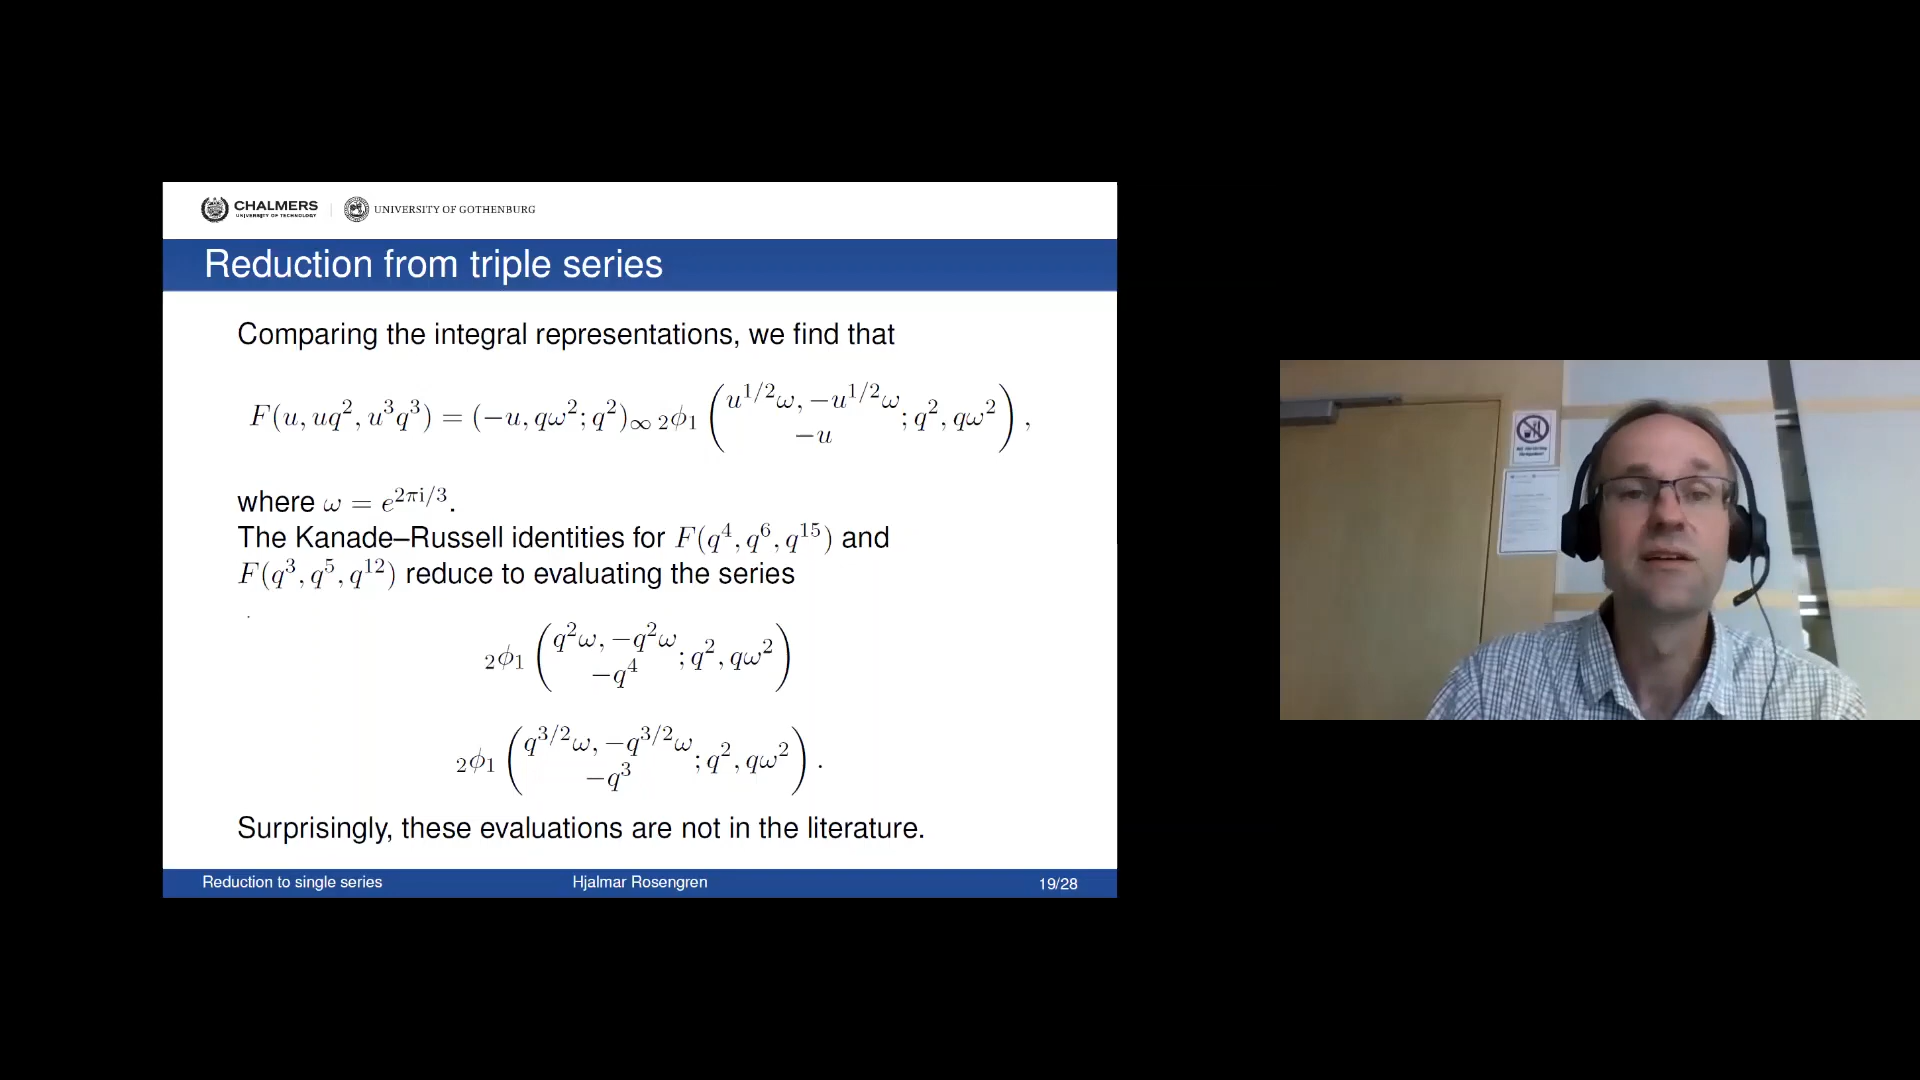 CHALMERS
UNIVERSITY OF TECHNOLOGY
UNIVERSITY OF GOTHENBURG
Reduction from triple series
Comparing the integral representations, we find that
F(u, uq^2, u^3q^3) = (−u, qω^2; q^2)_∞ 2φ1 (u^{1/2}ω, −u^{1/2}ω
−u ; q^2, qω^2),
where ω = e^{2πi/3}.
The Kanade–Russell identities for F(q^4, q^6, q^{15}) and
F(q^3, q^5, q^{12}) reduce to evaluating the series
2φ1 (q^2ω, −q^2ω
−q^4 ; q^2, qω^2)
2φ1 (q^{3/2}ω, −q^{3/2}ω
−q^3 ; q^2, qω^2).
Surprisingly, these evaluations are not in the literature.
Reduction to single series Hjalmar Rosengren 19/28